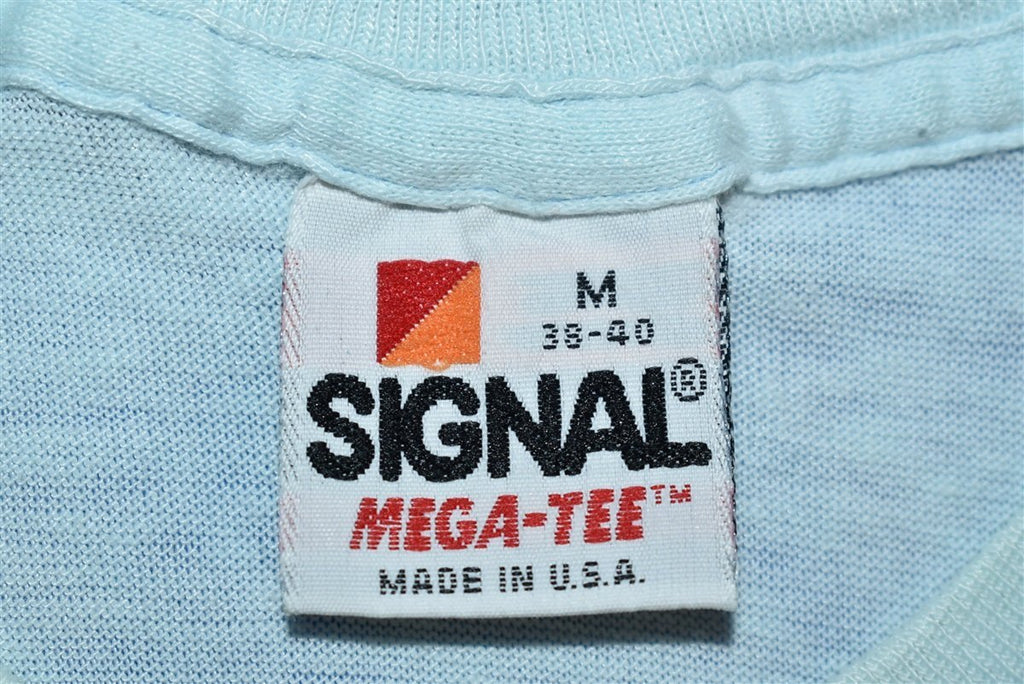 M
38-40
SIGNAL®
MEGA-TEE™
MADE IN U.S.A.